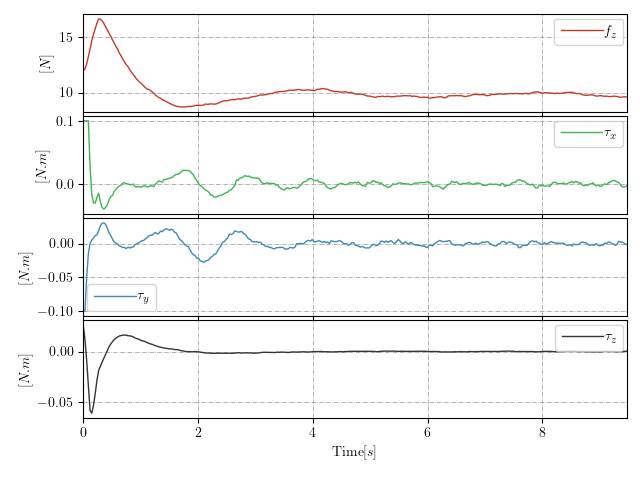 15
10
[N]
f_z
0.1
0.0
[N.m]
τ_x
0.00
−0.05
−0.10
[N.m]
τ_y
0.00
−0.05
[N.m]
τ_z
0 2 4 6 8
Time[s]